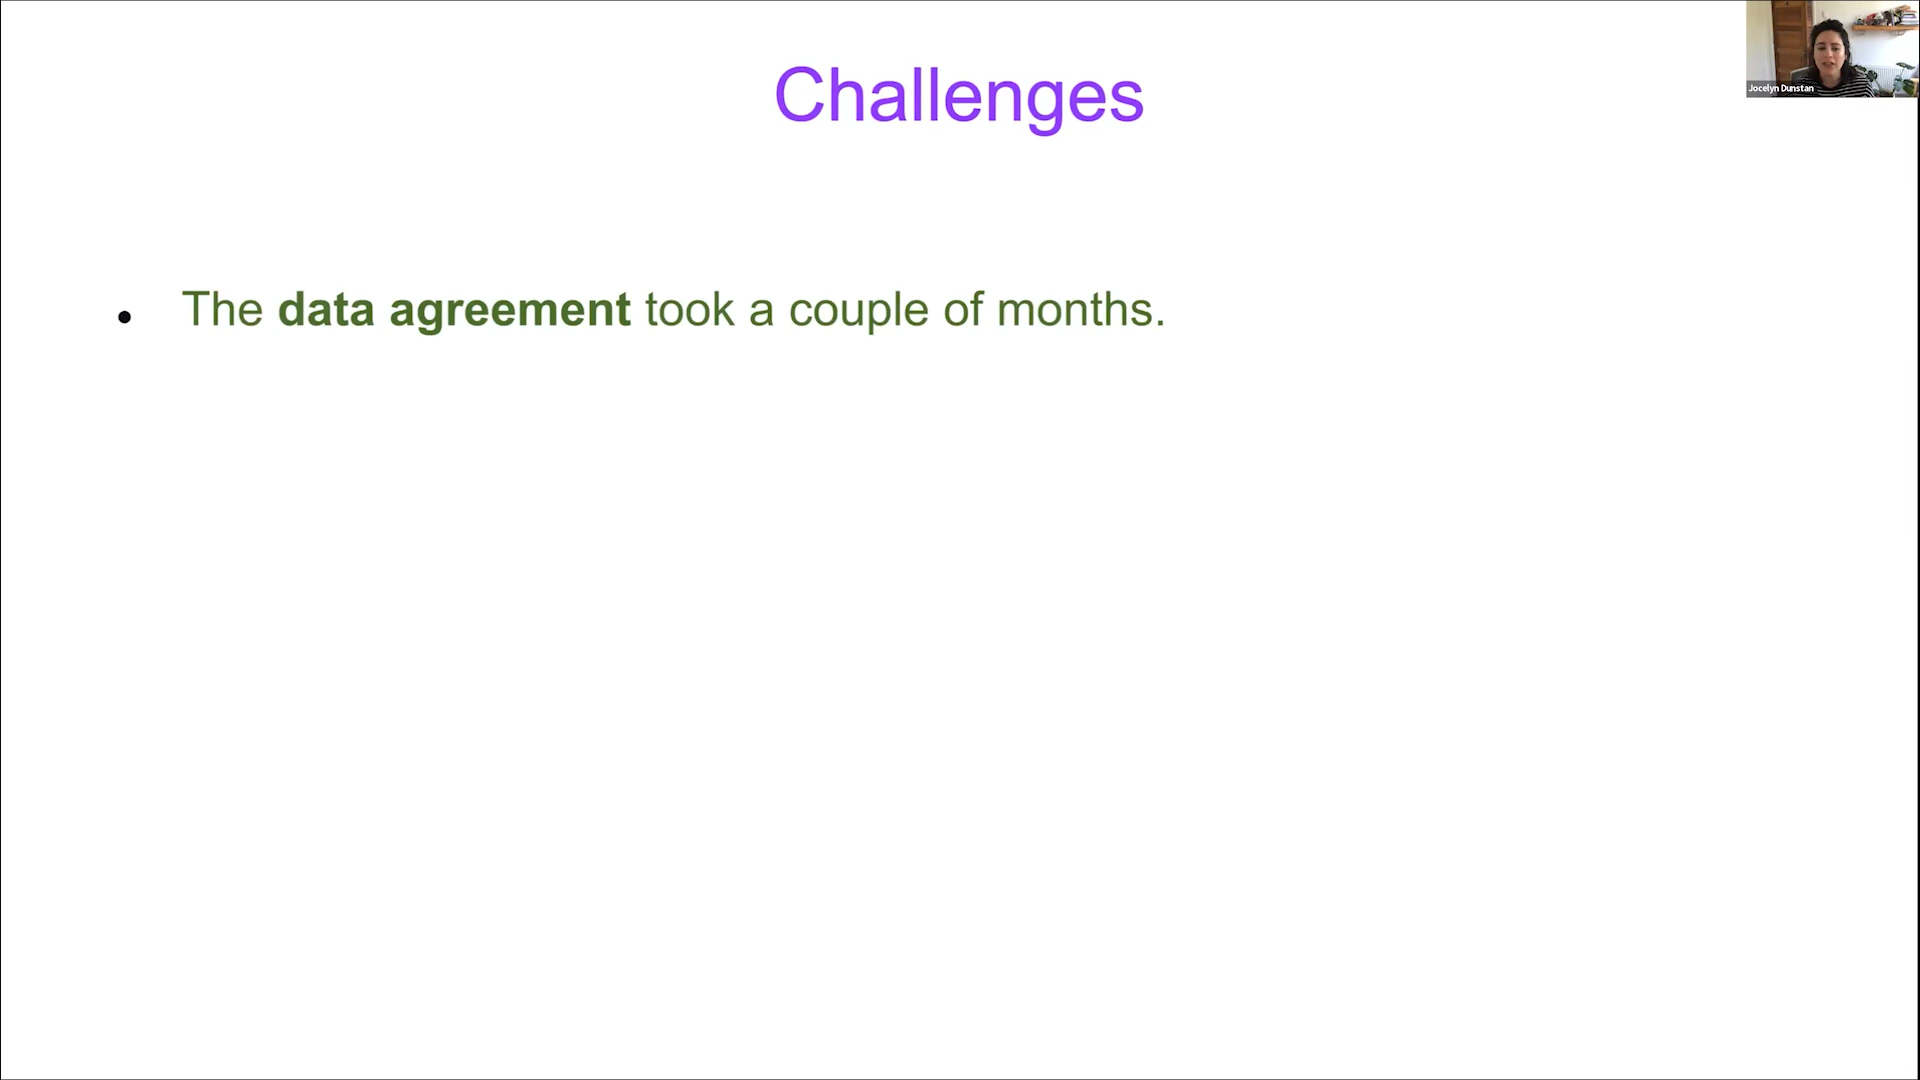 Challenges
Jocelyn Dunstan
• The data agreement took a couple of months.